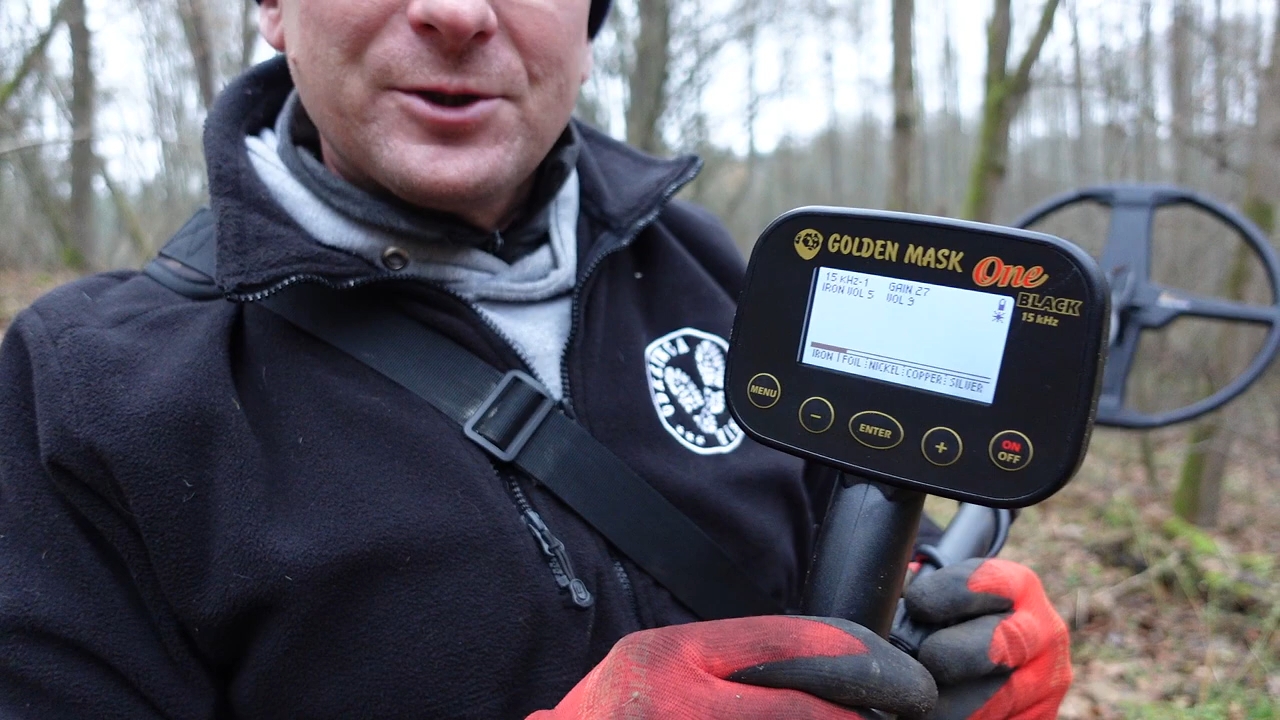 GOLDEN MASK
One
BLACK
15 kHz
15 KHZ-1 GAIN 27
IRON VOL 5 VOL 9
IRON FOIL NICKEL COPPER SILVER
MENU
-
ENTER
+
ON
OFF